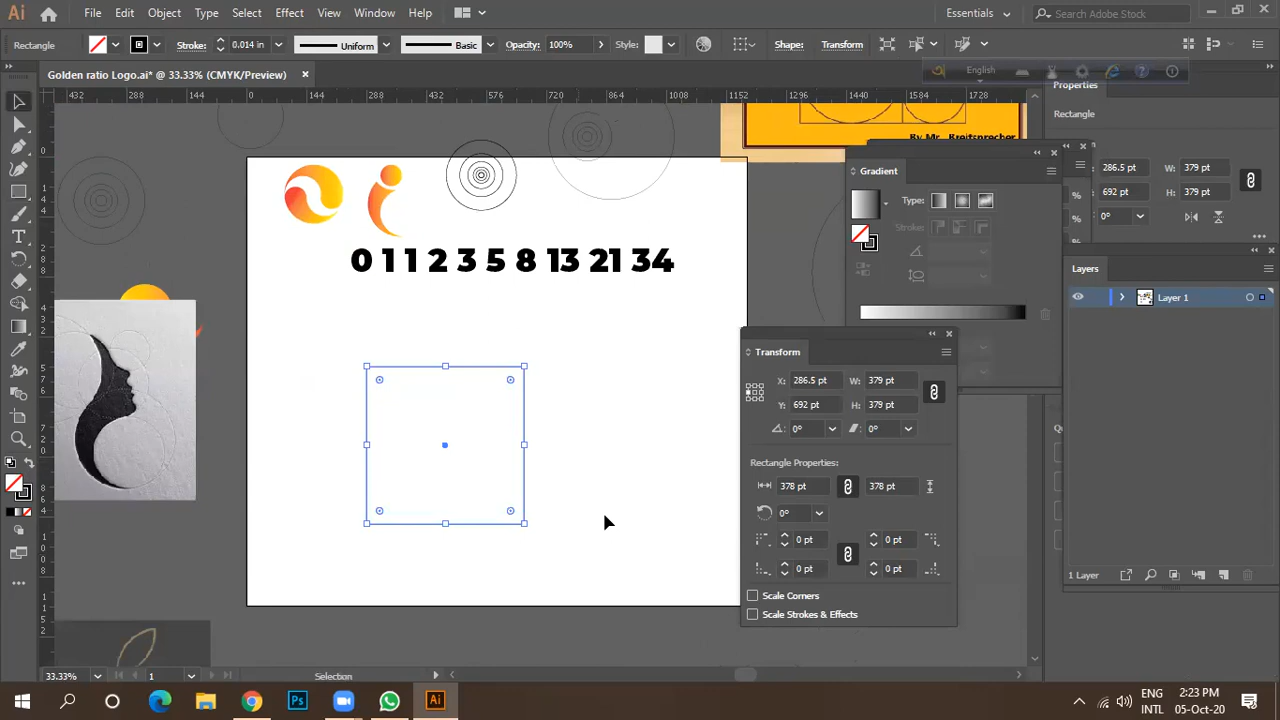 Ai File Edit Object Type Select Effect View Window Help Essentials Search Adobe Stock
Rectangle Stroke: 0.014 in Uniform Basic Opacity: 100% Style: Shape: Transform
Golden ratio Logo.ai* @ 33.33% (CMYK/Preview) × English
432 288 144 0 144 288 432 576 720 864 1008 1152 1296 1440 1584 1728
Properties
Rectangle
By Mr. Breitsprecher
286.5 pt W: 379 pt
692 pt H: 379 pt
0°
Gradient
Type:
Strokes:
%
%
0 1 1 2 3 5 8 13 21 34
Layers
Layer 1
Transform
X: 286.5 pt W: 379 pt
Y: 692 pt H: 379 pt
0° 0°
Rectangle Properties:
378 pt 378 pt
0°
0 pt 0 pt
0 pt 0 pt
Scale Corners
Scale Strokes & Effects
1 Layer
33.33% 1 Selection
Ps Ai
ENG 2:23 PM
INTL 05-Oct-20